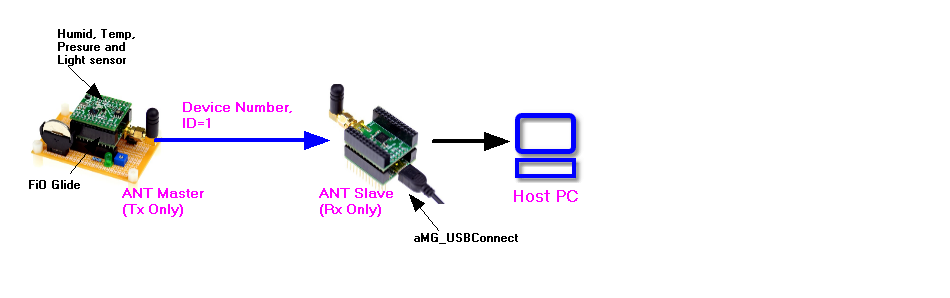 Humid, Temp,
Presure and
Light sensor
Device Number,
ID=1
FiO Glide
ANT Master
(Tx Only)
ANT Slave
(Rx Only)
Host PC
aMG_USBConnect